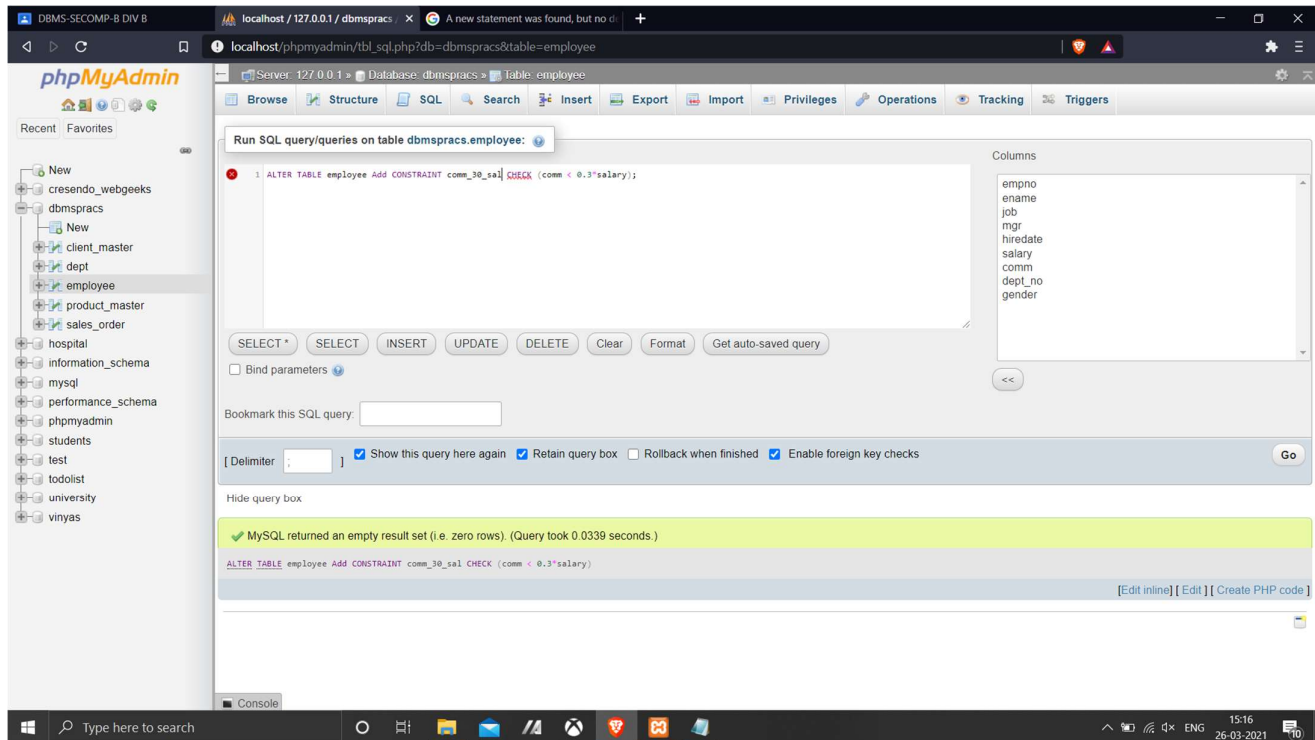 DBMS-SECOMP-B DIV B
localhost / 127.0.0.1 / dbmspracs /
A new statement was found, but no de
localhost/phpmyadmin/tbl_sql.php?db=dbmspracs&table=employee
phpMyAdmin
Recent Favorites
New
cresendo_webgeeks
dbmspracs
New
client_master
dept
employee
product_master
sales_order
hospital
information_schema
mysql
performance_schema
phpmyadmin
students
test
todolist
university
vinyas
Server: 127.0.0.1 » Database: dbmspracs » Table: employee
Browse Structure SQL Search Insert Export Import Privileges Operations Tracking Triggers
Run SQL query/queries on table dbmspracs.employee:
1 ALTER TABLE employee Add CONSTRAINT comm_30_sal CHECK (comm < 0.3*salary);
Columns
empno
ename
job
mgr
hiredate
salary
comm
dept_no
gender
<<
SELECT * SELECT INSERT UPDATE DELETE Clear Format Get auto-saved query
Bind parameters
Bookmark this SQL query:
[ Delimiter ; ] Show this query here again Retain query box Rollback when finished Enable foreign key checks Go
Hide query box
MySQL returned an empty result set (i.e. zero rows). (Query took 0.0339 seconds.)
ALTER TABLE employee Add CONSTRAINT comm_30_sal CHECK (comm < 0.3*salary)
[Edit inline] [ Edit ] [ Create PHP code ]
Console
Type here to search
ENG
15:16
26-03-2021
10